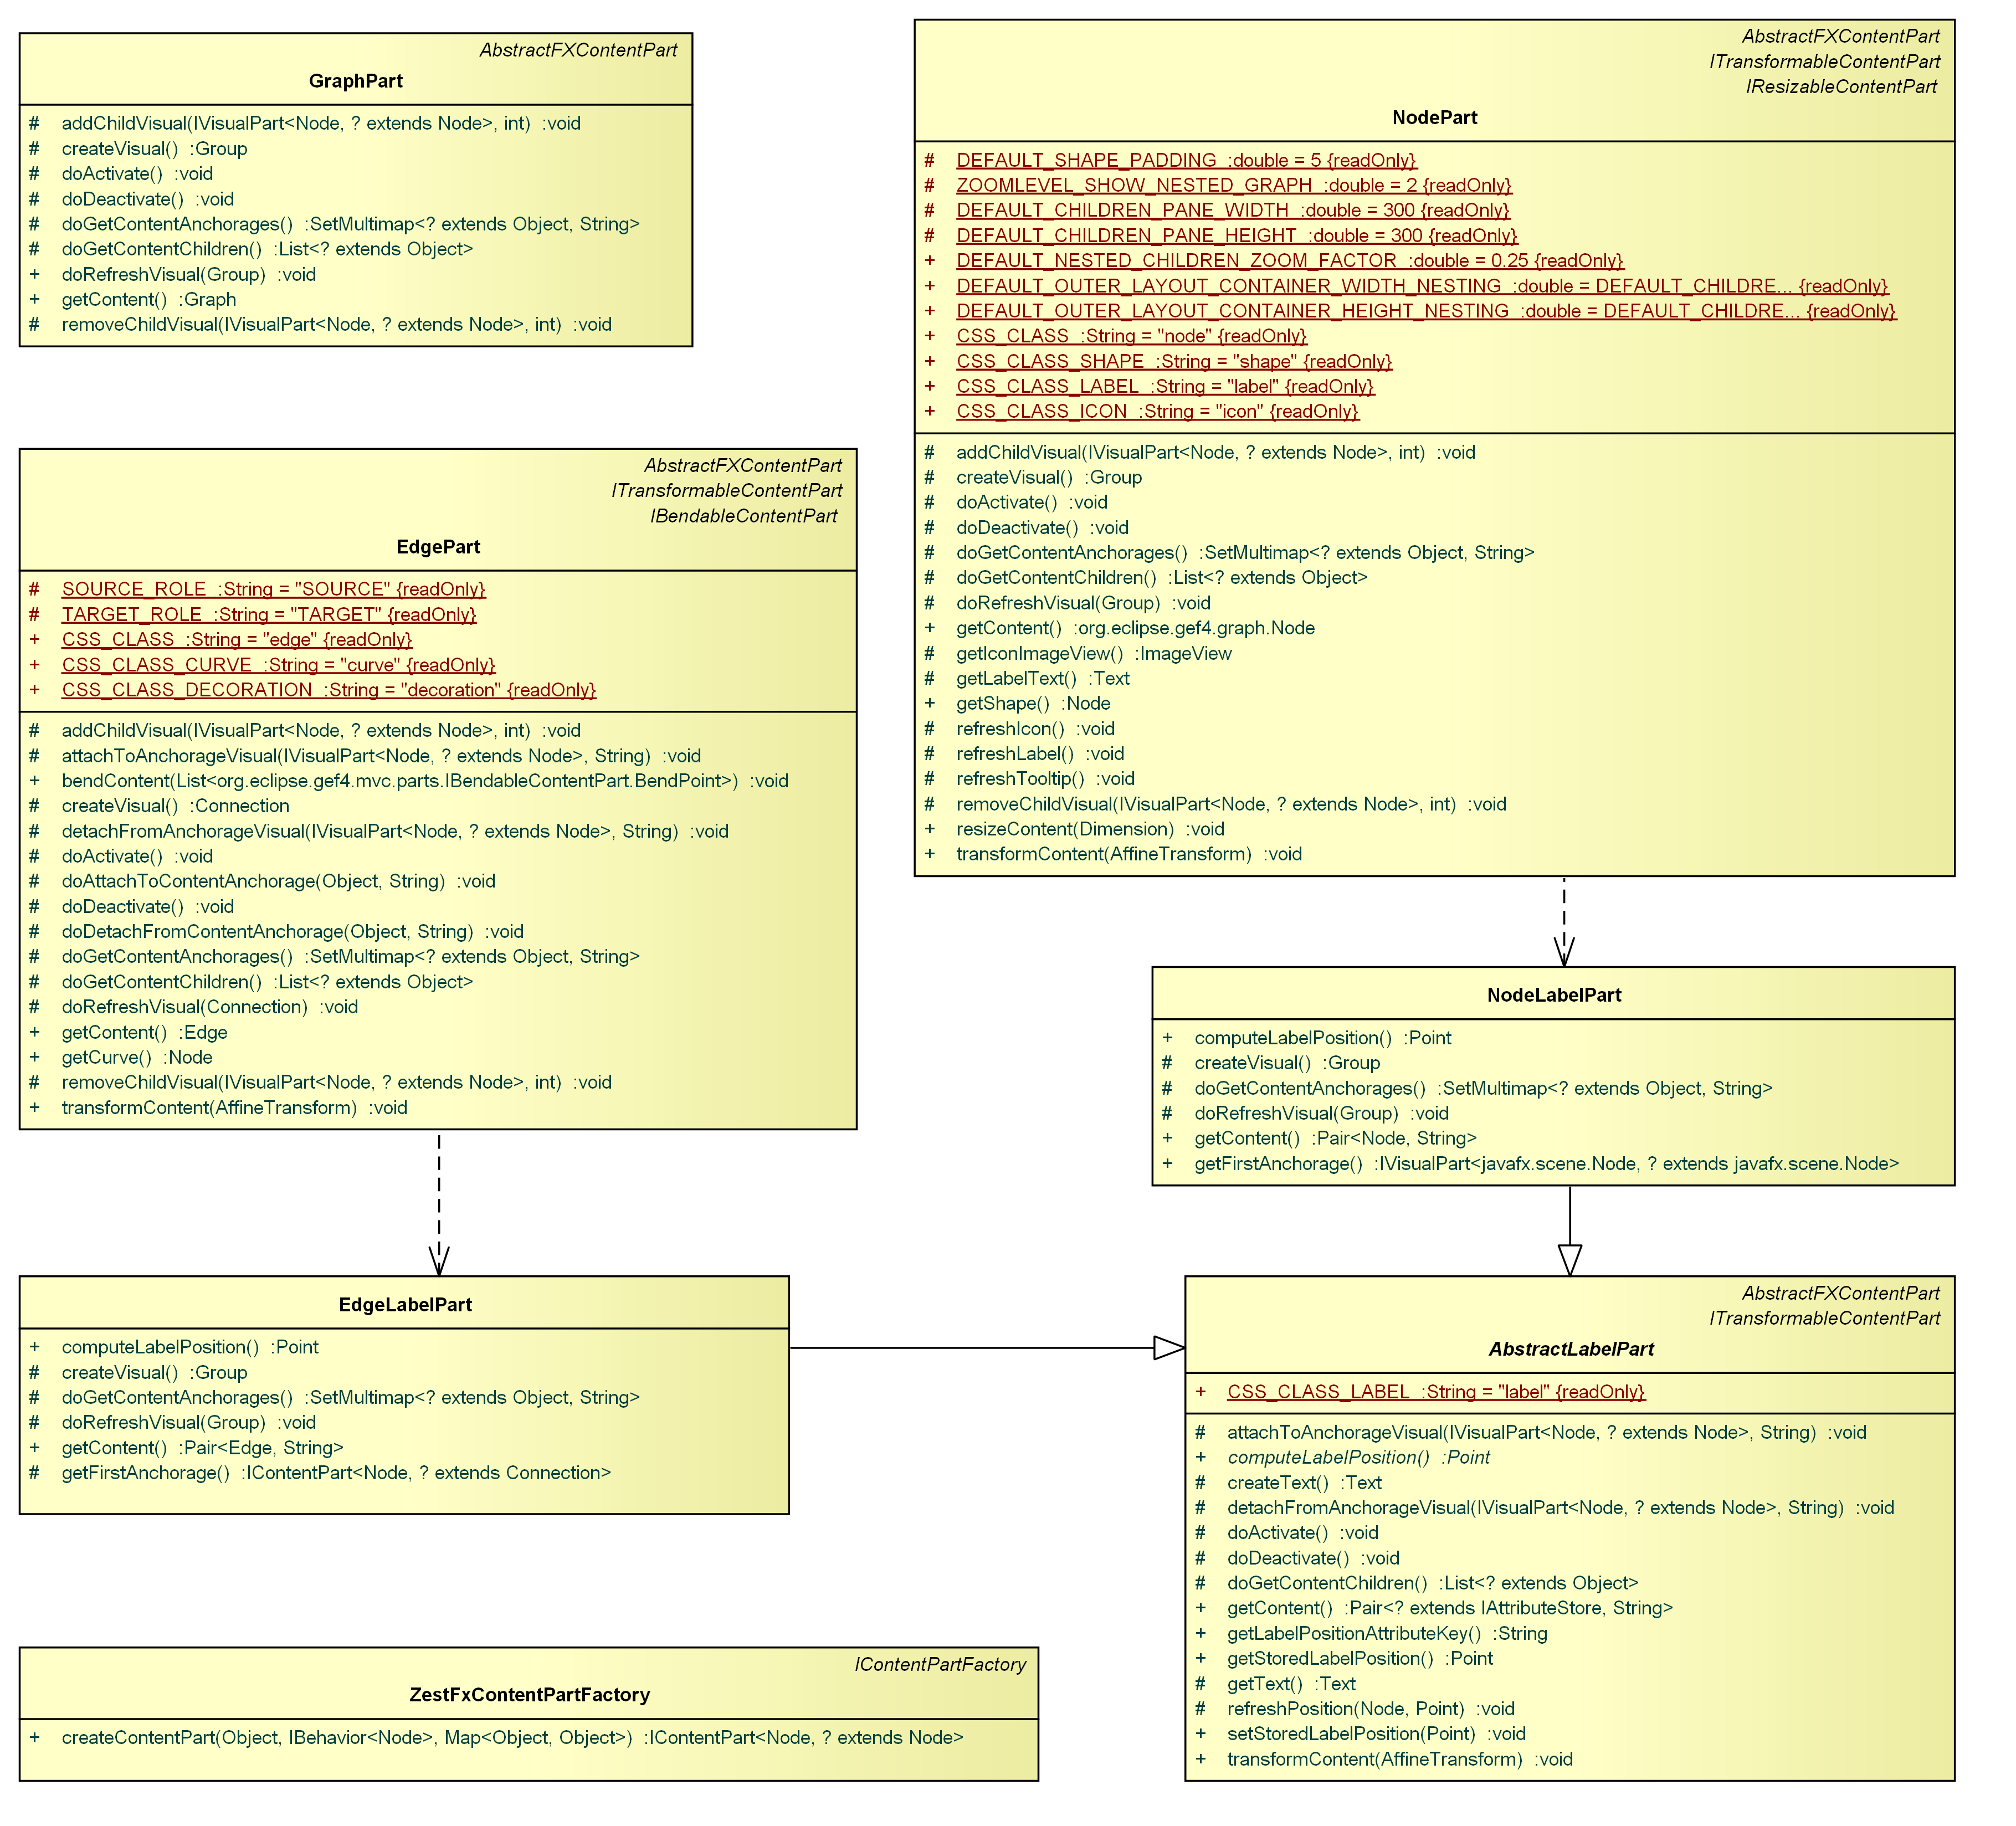 AbstractFXContentPart
GraphPart
# addChildVisual(IVisualPart<Node, ? extends Node>, int) :void
# createVisual() :Group
# doActivate() :void
# doDeactivate() :void
# doGetContentAnchorages() :SetMultimap<? extends Object, String>
# doGetContentChildren() :List<? extends Object>
+ doRefreshVisual(Group) :void
+ getContent() :Graph
# removeChildVisual(IVisualPart<Node, ? extends Node>, int) :void
AbstractFXContentPart
ITransformableContentPart
IResizableContentPart
NodePart
# DEFAULT_SHAPE_PADDING :double = 5 {readOnly}
# ZOOMLEVEL_SHOW_NESTED_GRAPH :double = 2 {readOnly}
# DEFAULT_CHILDREN_PANE_WIDTH :double = 300 {readOnly}
# DEFAULT_CHILDREN_PANE_HEIGHT :double = 300 {readOnly}
+ DEFAULT_NESTED_CHILDREN_ZOOM_FACTOR :double = 0.25 {readOnly}
+ DEFAULT_OUTER_LAYOUT_CONTAINER_WIDTH_NESTING :double = DEFAULT_CHILDRE... {readOnly}
+ DEFAULT_OUTER_LAYOUT_CONTAINER_HEIGHT_NESTING :double = DEFAULT_CHILDRE... {readOnly}
+ CSS_CLASS :String = "node" {readOnly}
+ CSS_CLASS_SHAPE :String = "shape" {readOnly}
+ CSS_CLASS_LABEL :String = "label" {readOnly}
+ CSS_CLASS_ICON :String = "icon" {readOnly}
# addChildVisual(IVisualPart<Node, ? extends Node>, int) :void
# createVisual() :Group
# doActivate() :void
# doDeactivate() :void
# doGetContentAnchorages() :SetMultimap<? extends Object, String>
# doGetContentChildren() :List<? extends Object>
# doRefreshVisual(Group) :void
+ getContent() :org.eclipse.gef4.graph.Node
# getIconImageView() :ImageView
# getLabelText() :Text
+ getShape() :Node
# refreshIcon() :void
# refreshLabel() :void
# refreshTooltip() :void
# removeChildVisual(IVisualPart<Node, ? extends Node>, int) :void
+ resizeContent(Dimension) :void
+ transformContent(AffineTransform) :void
AbstractFXContentPart
ITransformableContentPart
IBendableContentPart
EdgePart
# SOURCE_ROLE :String = "SOURCE" {readOnly}
# TARGET_ROLE :String = "TARGET" {readOnly}
+ CSS_CLASS :String = "edge" {readOnly}
+ CSS_CLASS_CURVE :String = "curve" {readOnly}
+ CSS_CLASS_DECORATION :String = "decoration" {readOnly}
# addChildVisual(IVisualPart<Node, ? extends Node>, int) :void
# attachToAnchorageVisual(IVisualPart<Node, ? extends Node>, String) :void
+ bendContent(List<org.eclipse.gef4.mvc.parts.IBendableContentPart.BendPoint>) :void
# createVisual() :Connection
# detachFromAnchorageVisual(IVisualPart<Node, ? extends Node>, String) :void
# doActivate() :void
# doAttachToContentAnchorage(Object, String) :void
# doDeactivate() :void
# doDetachFromContentAnchorage(Object, String) :void
# doGetContentAnchorages() :SetMultimap<? extends Object, String>
# doGetContentChildren() :List<? extends Object>
# doRefreshVisual(Connection) :void
+ getContent() :Edge
+ getCurve() :Node
# removeChildVisual(IVisualPart<Node, ? extends Node>, int) :void
+ transformContent(AffineTransform) :void
NodeLabelPart
+ computeLabelPosition() :Point
# createVisual() :Group
# doGetContentAnchorages() :SetMultimap<? extends Object, String>
# doRefreshVisual(Group) :void
+ getContent() :Pair<Node, String>
+ getFirstAnchorage() :IVisualPart<javafx.scene.Node, ? extends javafx.scene.Node>
EdgeLabelPart
+ computeLabelPosition() :Point
# createVisual() :Group
# doGetContentAnchorages() :SetMultimap<? extends Object, String>
# doRefreshVisual(Group) :void
+ getContent() :Pair<Edge, String>
# getFirstAnchorage() :IContentPart<Node, ? extends Connection>
AbstractFXContentPart
ITransformableContentPart
AbstractLabelPart
+ CSS_CLASS_LABEL :String = "label" {readOnly}
# attachToAnchorageVisual(IVisualPart<Node, ? extends Node>, String) :void
+ computeLabelPosition() :Point
# createText() :Text
# detachFromAnchorageVisual(IVisualPart<Node, ? extends Node>, String) :void
# doActivate() :void
# doDeactivate() :void
# doGetContentChildren() :List<? extends Object>
+ getContent() :Pair<? extends IAttributeStore, String>
+ getLabelPositionAttributeKey() :String
+ getStoredLabelPosition() :Point
# getText() :Text
# refreshPosition(Node, Point) :void
+ setStoredLabelPosition(Point) :void
+ transformContent(AffineTransform) :void
IContentPartFactory
ZestFxContentPartFactory
+ createContentPart(Object, IBehavior<Node>, Map<Object, Object>) :IContentPart<Node, ? extends Node>